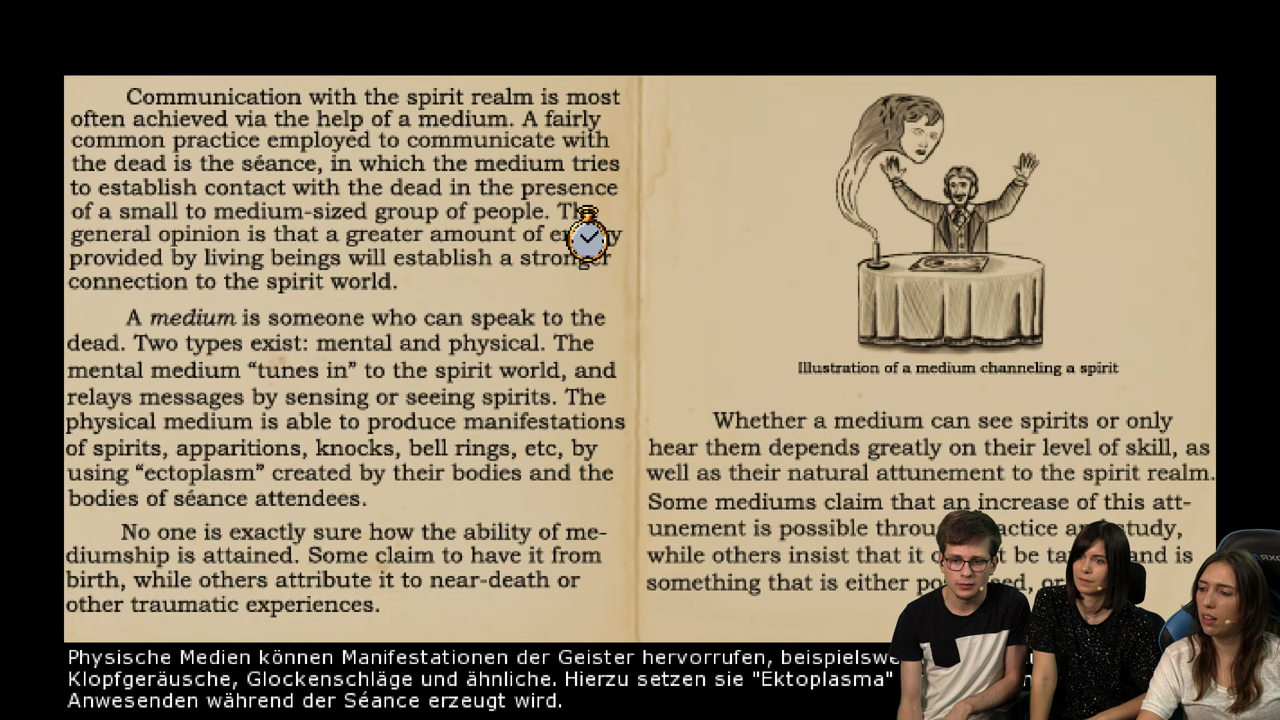 Communication with the spirit realm is most
often achieved via the help of a medium. A fairly
common practice employed to communicate with
the dead is the séance, in which the medium tries
to establish contact with the dead in the presence
of a small to medium-sized group of people.
general opinion is that a greater amount of
provided by living beings will establish a stronger
connection to the spirit world.
A medium is someone who can speak to the
dead. Two types exist: mental and physical. The
mental medium “tunes in” to the spirit world, and
relays messages by sensing or seeing spirits. The
physical medium is able to produce manifestations
of spirits, apparitions, knocks, bell rings, etc, by
using “ectoplasm” created by their bodies and the
bodies of séance attendees.
No one is exactly sure how the ability of me-
diumship is attained. Some claim to have it from
birth, while others attribute it to near-death or
other traumatic experiences.
Illustration of a medium channeling a spirit
Whether a medium can see spirits or only
hear them depends greatly on their level of skill, as
well as their natural attunement to the spirit realm.
Some mediums claim that an increase of this att-
unement is possible study,
while others insist that it be and is
something that is either
Physische Medien können Manifestationen der Geister hervorrufen,
Klopfgeräusche, Glockenschläge und ähnliche. Hierzu setzen sie "Ektoplasma"
Anwesenden während der Séance erzeugt wird.